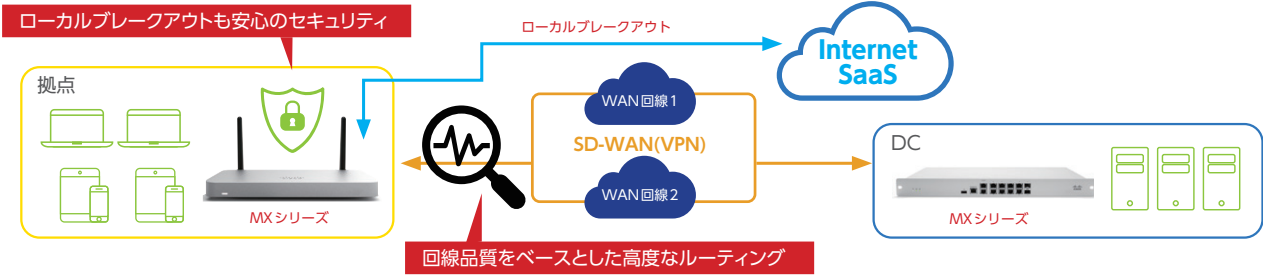 ローカルブレークアウトも安心のセキュリティ
ローカルブレークアウト
Internet
SaaS
拠点
WAN回線1
SD-WAN(VPN)
WAN回線2
DC
MXシリーズ
MXシリーズ
回線品質をベースとした高度なルーティング